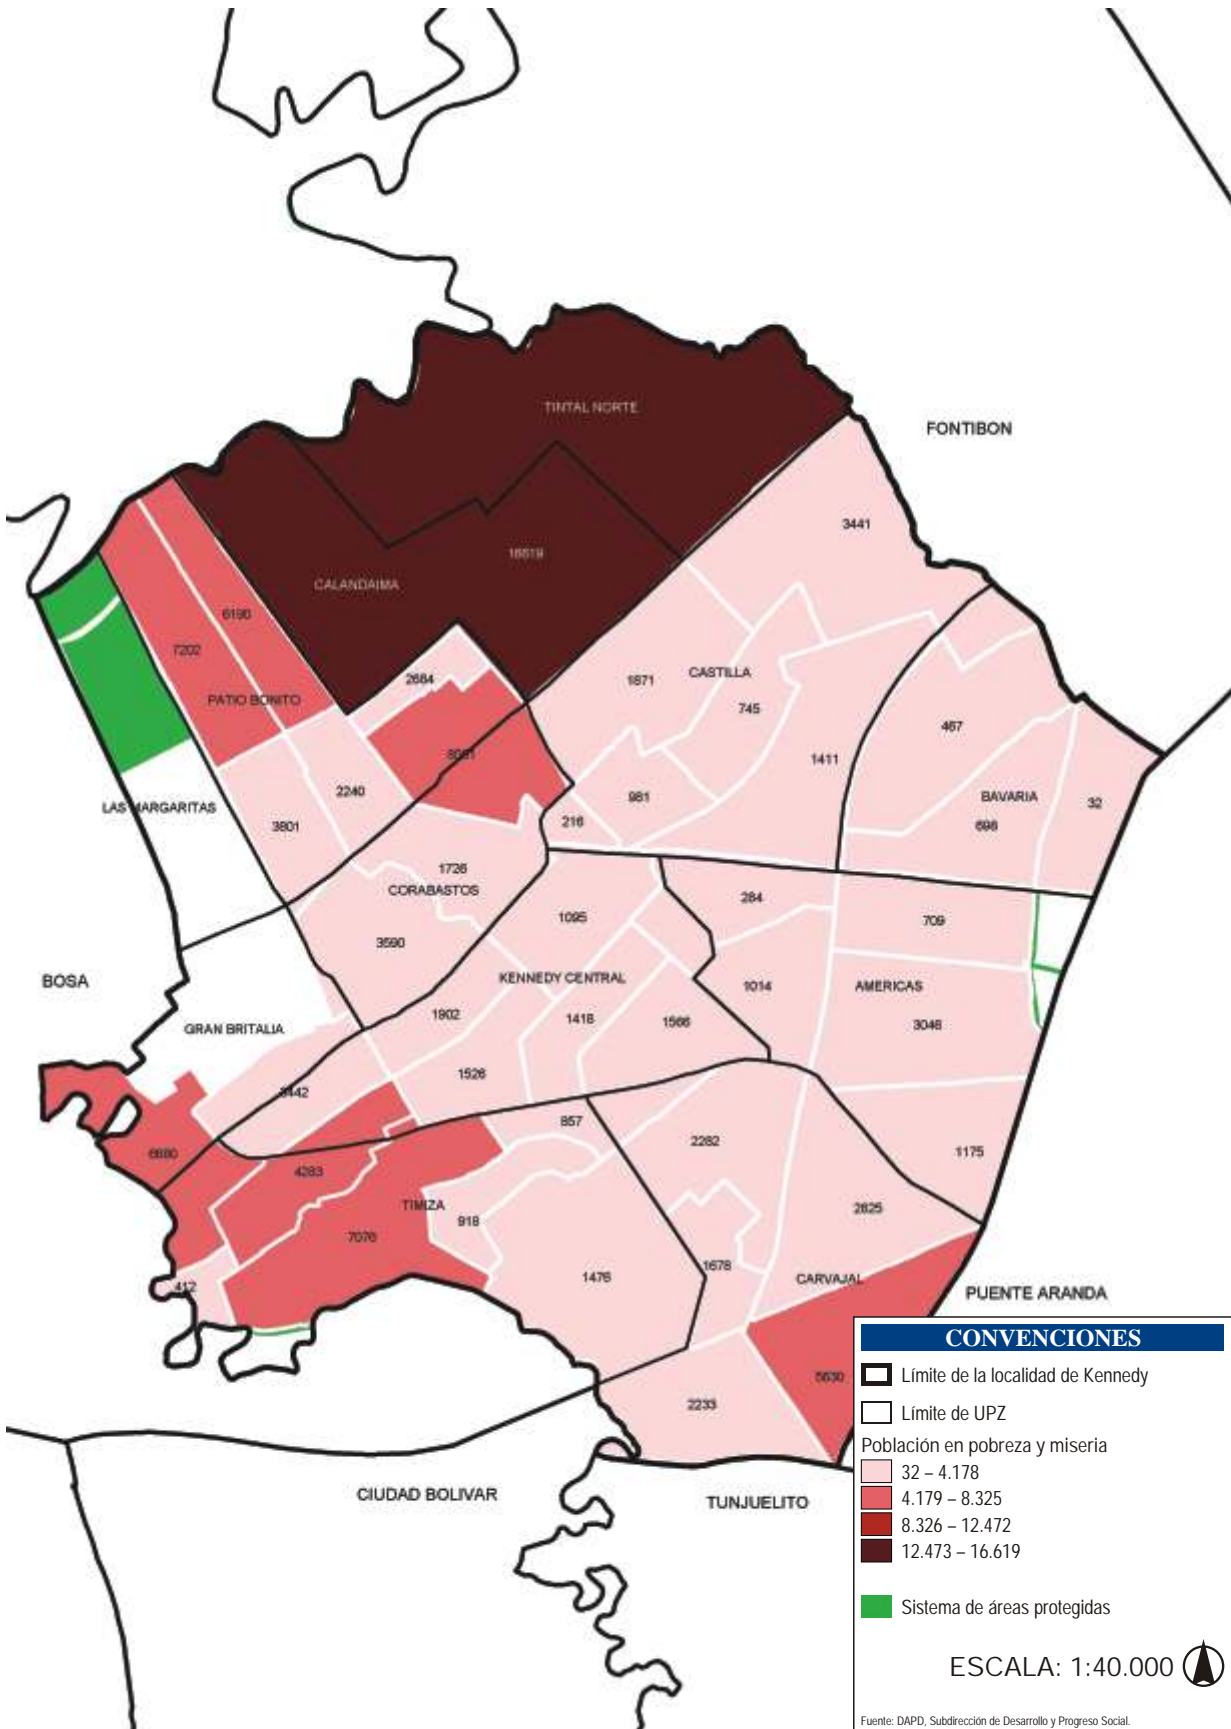 TINTAL NORTE
FONTIBON
3441
16619
CALANDAIMA
6190
7202
2684
1871
CASTILLA
PATIO BONITO
745
467
1411
2240
981
BAVARIA
32
LAS MARGARITAS
3801
216
698
1726
CORABASTOS
284
1095
709
3590
BOSA
KENNEDY CENTRAL
1014
AMERICAS
1902
1418
1566
3048
GRAN BRITALIA
1526
3442
857
2282
6680
4283
1175
TIMIZA
918
2825
7076
1678
1476
412
CARVAJAL
PUENTE ARANDA
5630
2233
CIUDAD BOLIVAR
TUNJUELITO
CONVENCIONES
Límite de la localidad de Kennedy
Límite de UPZ
Población en pobreza y miseria
32 – 4.178
4.179 – 8.325
8.326 – 12.472
12.473 – 16.619
Sistema de áreas protegidas
ESCALA: 1:40.000
Fuente: DAPD, Subdirección de Desarrollo y Progreso Social.